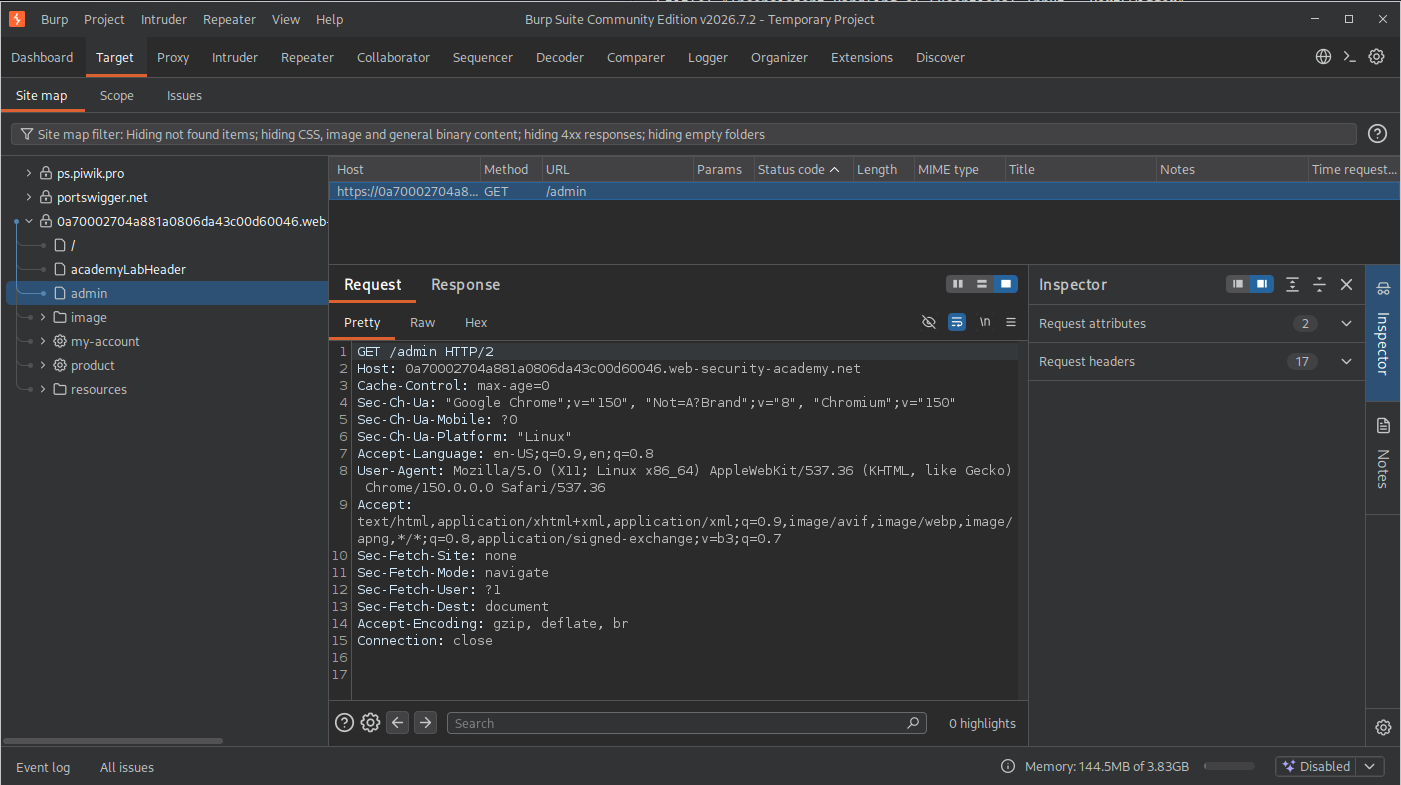 Burp Project Intruder Repeater View Help Burp Suite Community Edition v2026.7.2 - Temporary Project
Dashboard Target Proxy Intruder Repeater Collaborator Sequencer Decoder Comparer Logger Organizer Extensions Discover
Site map Scope Issues
Site map filter: Hiding not found items; hiding CSS, image and general binary content; hiding 4xx responses; hiding empty folders
ps.piwik.pro
portswigger.net
0a70002704a881a0806da43c00d60046.web-
/
academyLabHeader
admin
image
my-account
product
resources
Host Method URL Params Status code Length MIME type Title Notes Time request...
https://0a70002704a8... GET /admin
Request Response
Pretty Raw Hex \n
1 GET /admin HTTP/2
2 Host: 0a70002704a881a0806da43c00d60046.web-security-academy.net
3 Cache-Control: max-age=0
4 Sec-Ch-Ua: "Google Chrome";v="150", "Not=A?Brand";v="8", "Chromium";v="150"
5 Sec-Ch-Ua-Mobile: ?0
6 Sec-Ch-Ua-Platform: "Linux"
7 Accept-Language: en-US;q=0.9,en;q=0.8
8 User-Agent: Mozilla/5.0 (X11; Linux x86_64) AppleWebKit/537.36 (KHTML, like Gecko)
Chrome/150.0.0.0 Safari/537.36
9 Accept:
text/html,application/xhtml+xml,application/xml;q=0.9,image/avif,image/webp,image/
apng,*/*;q=0.8,application/signed-exchange;v=b3;q=0.7
10 Sec-Fetch-Site: none
11 Sec-Fetch-Mode: navigate
12 Sec-Fetch-User: ?1
13 Sec-Fetch-Dest: document
14 Accept-Encoding: gzip, deflate, br
15 Connection: close
16
17
Search 0 highlights
Inspector
Request attributes 2
Request headers 17
Inspector
Notes
Event log All issues Memory: 144.5MB of 3.83GB Disabled